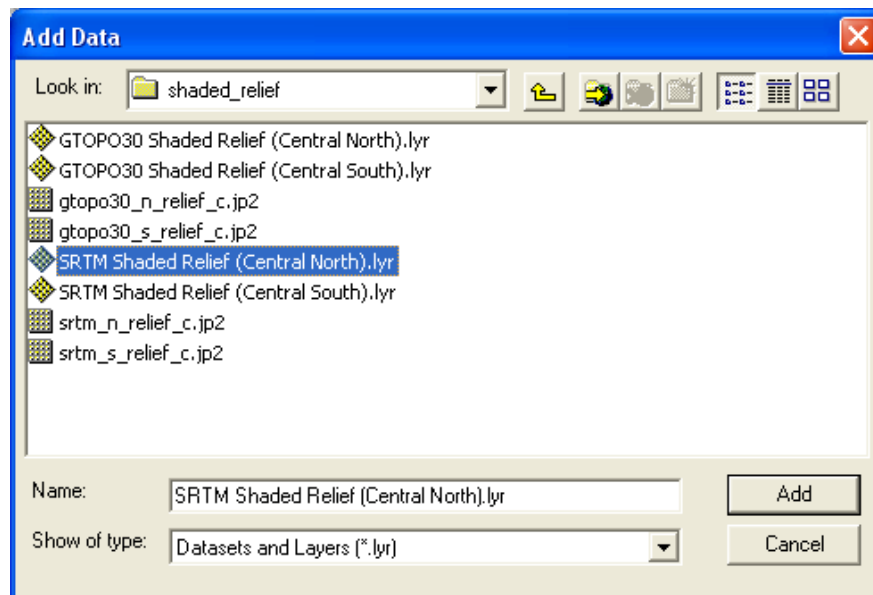 Add Data
Look in: shaded_relief
GTOPO30 Shaded Relief (Central North).lyr
GTOPO30 Shaded Relief (Central South).lyr
gtopo30_n_relief_c.jp2
gtopo30_s_relief_c.jp2
SRTM Shaded Relief (Central North).lyr
SRTM Shaded Relief (Central South).lyr
srtm_n_relief_c.jp2
srtm_s_relief_c.jp2
Name: SRTM Shaded Relief (Central North).lyr Add
Show of type: Datasets and Layers (*.lyr) Cancel